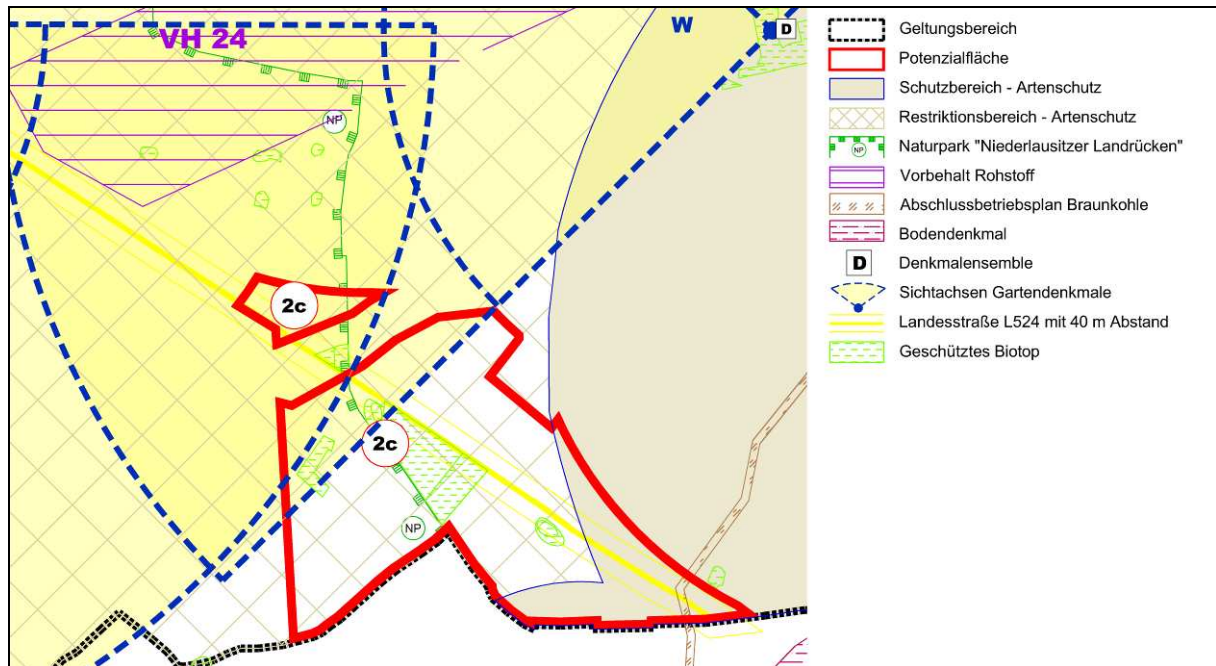 VH 24
W
D
NP
2c
2c
NP
Geltungsbereich
Potenzialfläche
Schutzbereich - Artenschutz
Restriktionsbereich - Artenschutz
NP
Naturpark "Niederlausitzer Landrücken"
Vorbehalt Rohstoff
Abschlussbetriebsplan Braunkohle
Bodendenkmal
D
Denkmalensemble
Sichtachsen Gartendenkmale
Landesstraße L524 mit 40 m Abstand
Geschütztes Biotop